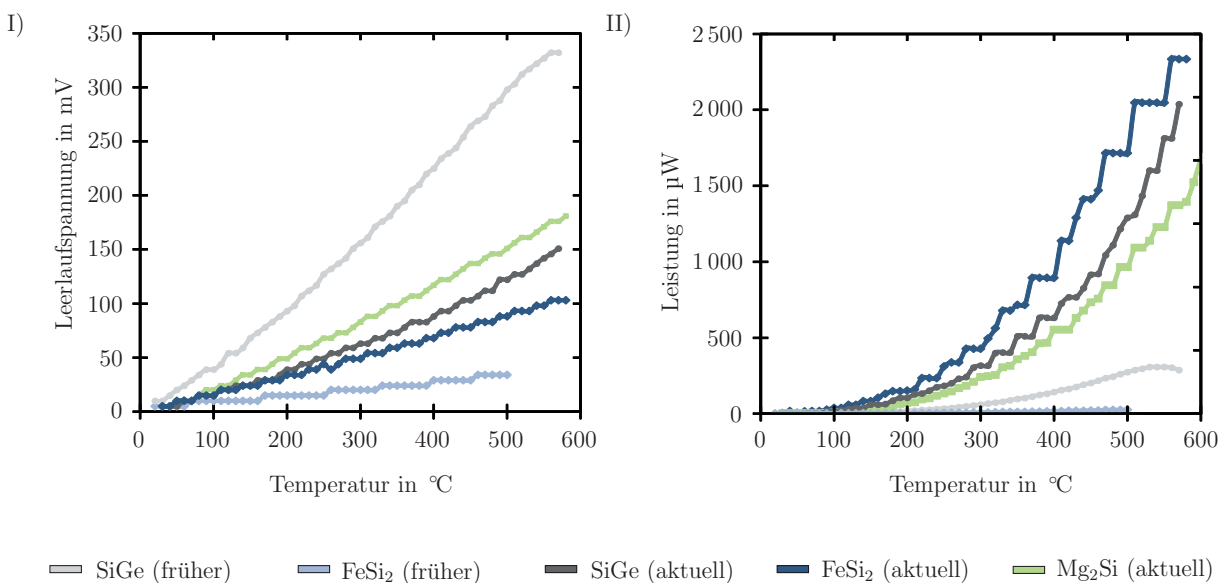 I)
350
300
250
200
150
100
50
0
Leerlaufspannung in mV
0 100 200 300 400 500 600
Temperatur in °C
II)
2 500
2 000
1 500
1 000
500
0
Leistung in µW
0 100 200 300 400 500 600
Temperatur in °C
SiGe (früher) FeSi₂ (früher) SiGe (aktuell) FeSi₂ (aktuell) Mg₂Si (aktuell)